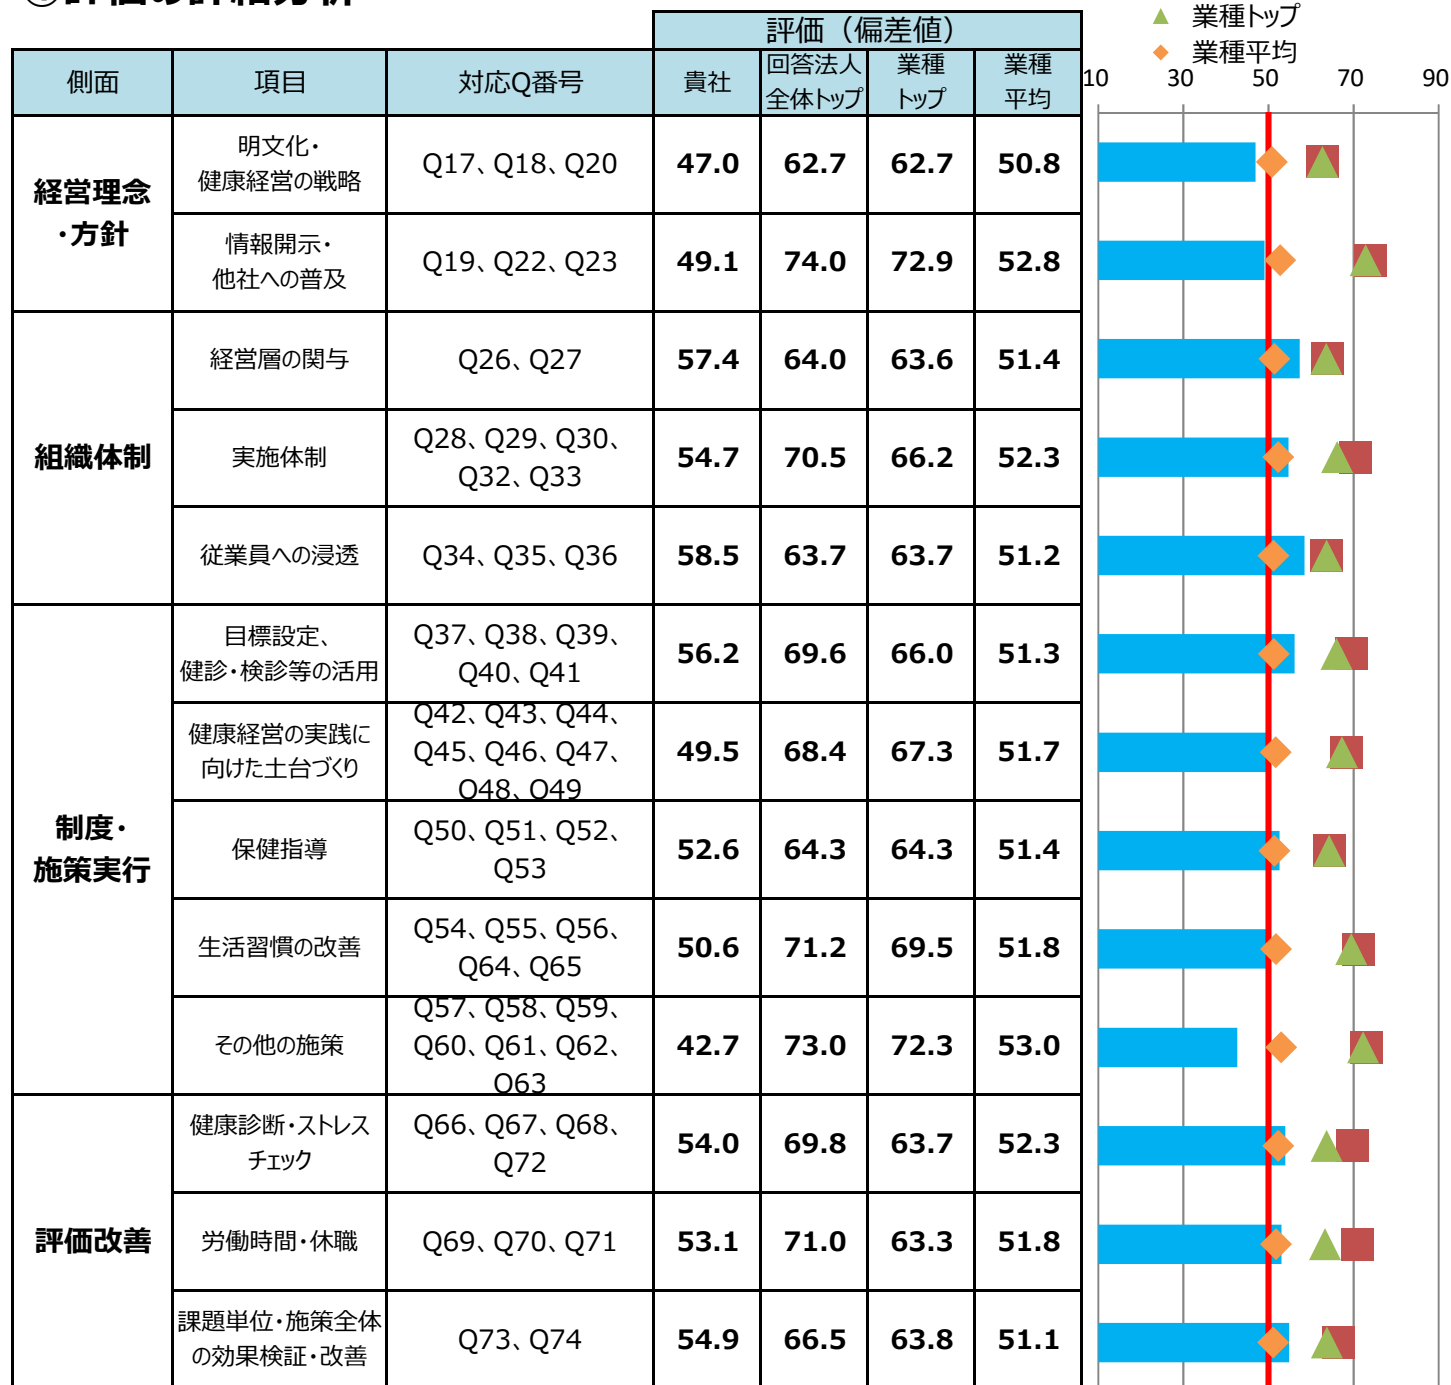 ①評価の詳細分析
▲ 業種トップ
◆ 業種平均
評価（偏差値）
側面 項目 対応Q番号 貴社 回答法人 業種 業種
全体トップ トップ 平均
10 30 50 70 90
経営理念
・方針
明文化・
健康経営の戦略
Q17、Q18、Q20 47.0 62.7 62.7 50.8
情報開示・
他社への普及
Q19、Q22、Q23 49.1 74.0 72.9 52.8
組織体制
経営層の関与 Q26、Q27 57.4 64.0 63.6 51.4
実施体制
Q28、Q29、Q30、
Q32、Q33
54.7 70.5 66.2 52.3
従業員への浸透 Q34、Q35、Q36 58.5 63.7 63.7 51.2
制度・
施策実行
目標設定、
健診・検診等の活用
Q37、Q38、Q39、
Q40、Q41
56.2 69.6 66.0 51.3
健康経営の実践に
向けた土台づくり
Q42、Q43、Q44、
Q45、Q46、Q47、
Q48、Q49
49.5 68.4 67.3 51.7
保健指導
Q50、Q51、Q52、
Q53
52.6 64.3 64.3 51.4
生活習慣の改善
Q54、Q55、Q56、
Q64、Q65
50.6 71.2 69.5 51.8
その他の施策
Q57、Q58、Q59、
Q60、Q61、Q62、
Q63
42.7 73.0 72.3 53.0
評価改善
健康診断・ストレス
チェック
Q66、Q67、Q68、
Q72
54.0 69.8 63.7 52.3
労働時間・休職 Q69、Q70、Q71 53.1 71.0 63.3 51.8
課題単位・施策全体
の効果検証・改善
Q73、Q74 54.9 66.5 63.8 51.1